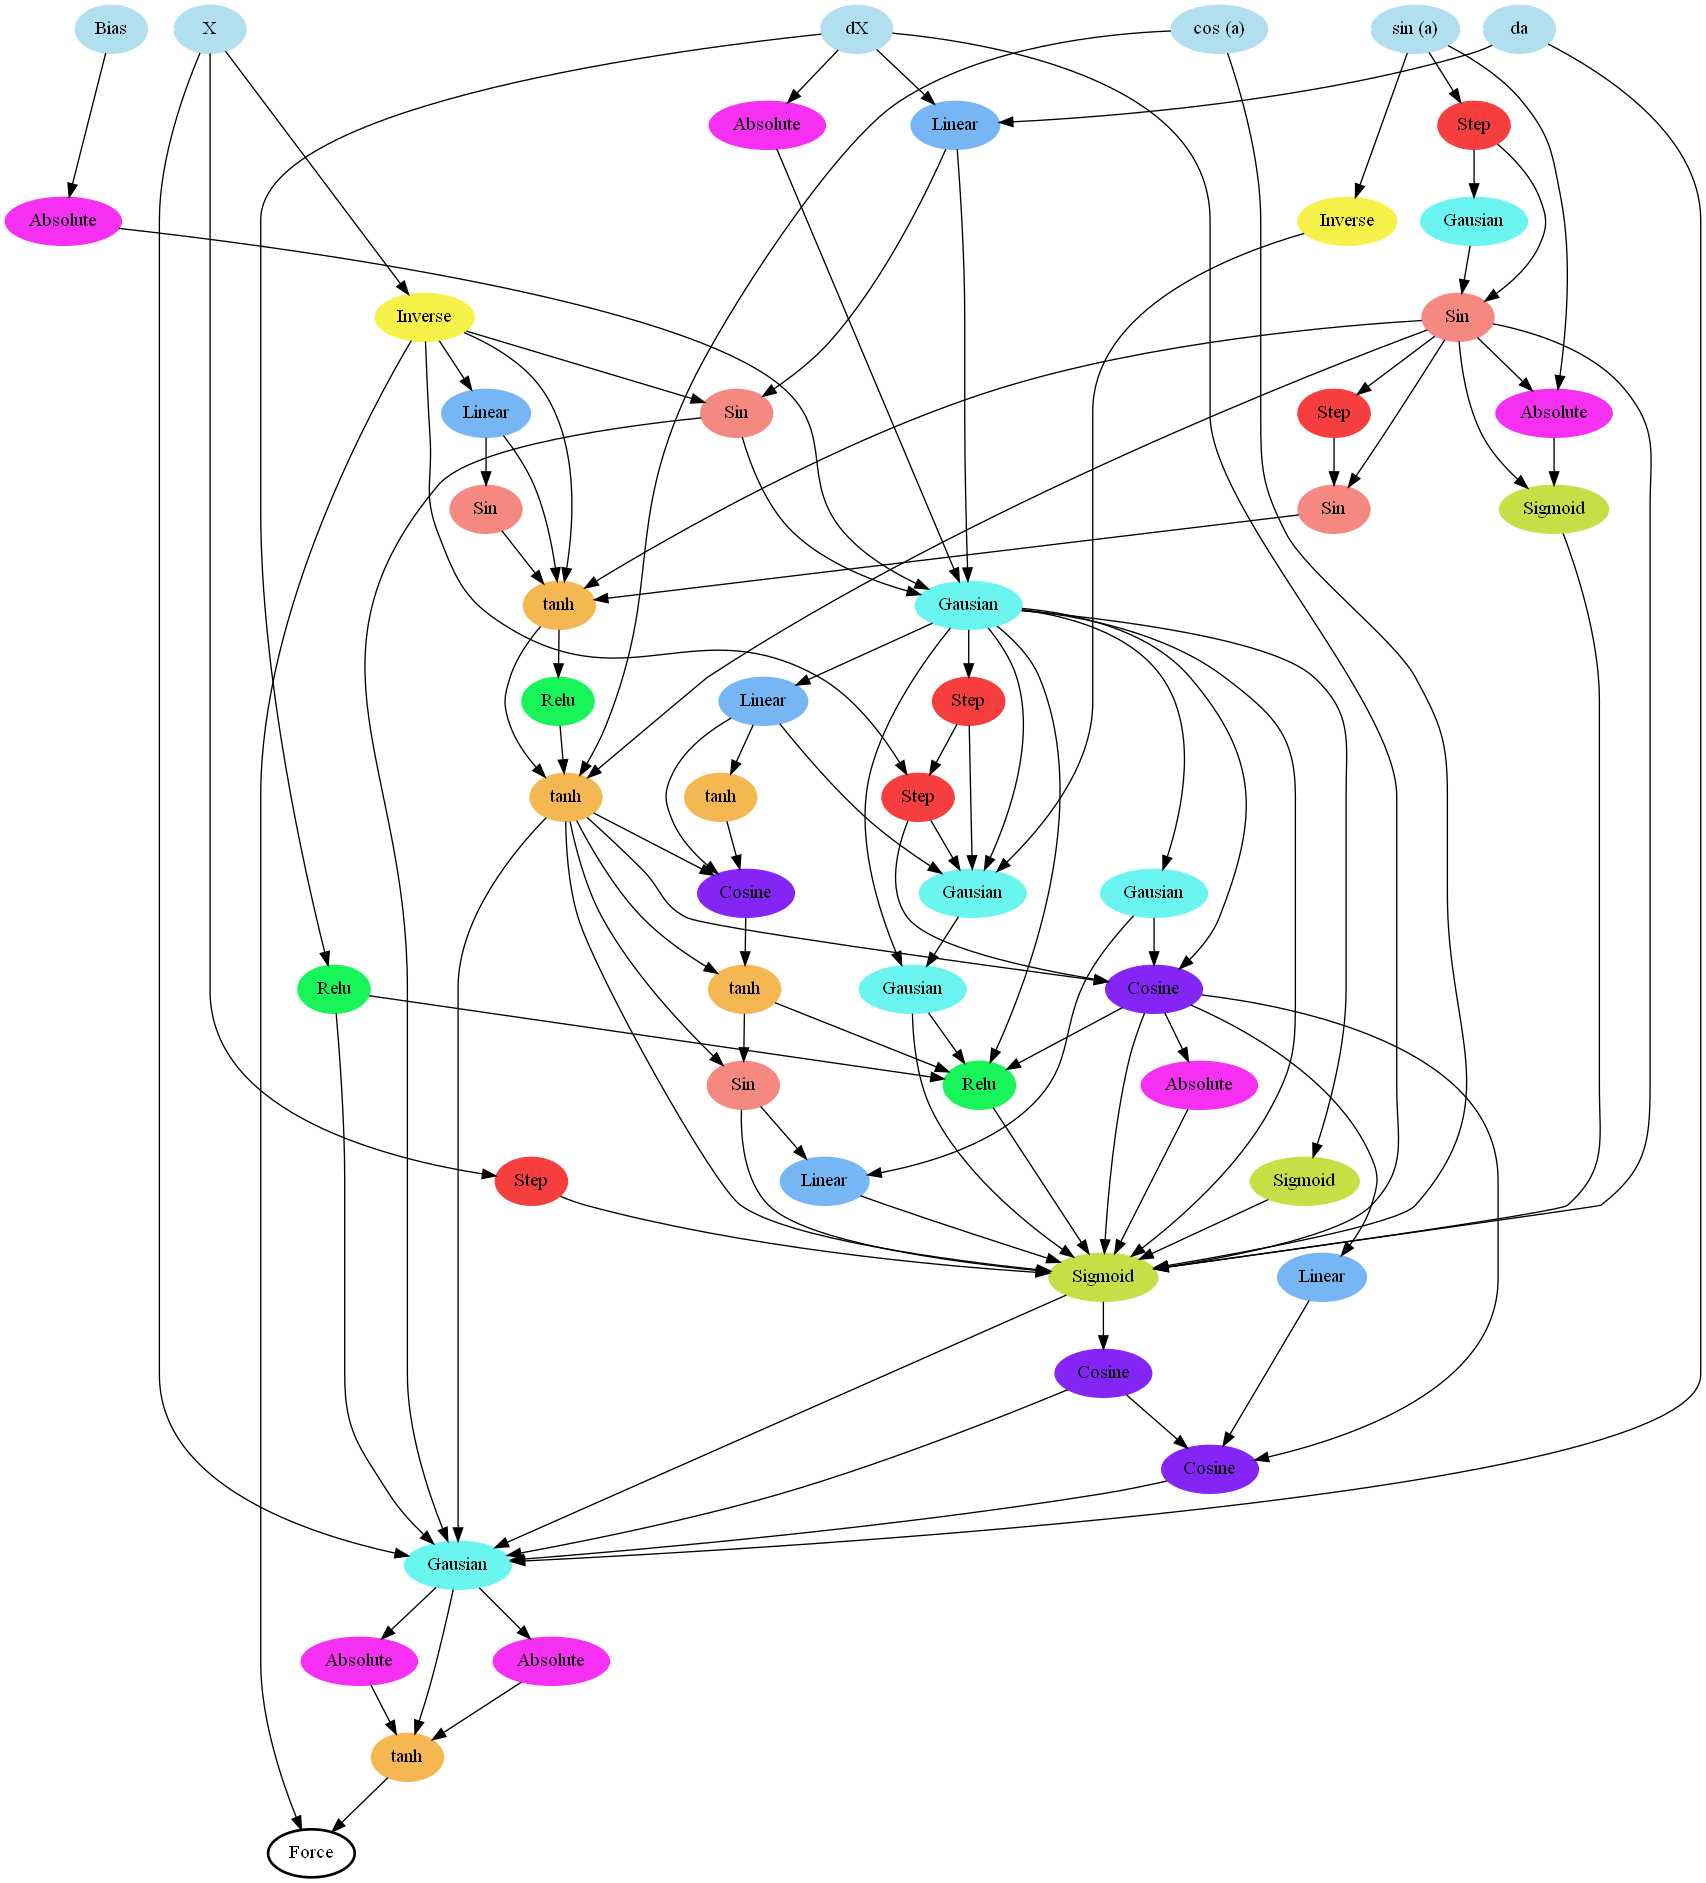 Bias X dX cos (a) sin (a) da
Absolute Linear Step
Absolute Inverse Gausian
Inverse Sin
Linear Sin Step Absolute
Sin Sin Sigmoid
tanh Gausian
Relu Linear Step
tanh tanh Step
Cosine Gausian Gausian
Relu tanh Gausian Cosine
Sin Relu Absolute
Step Linear Sigmoid
Sigmoid Linear
Cosine
Cosine
Gausian
Absolute Absolute
tanh
Force